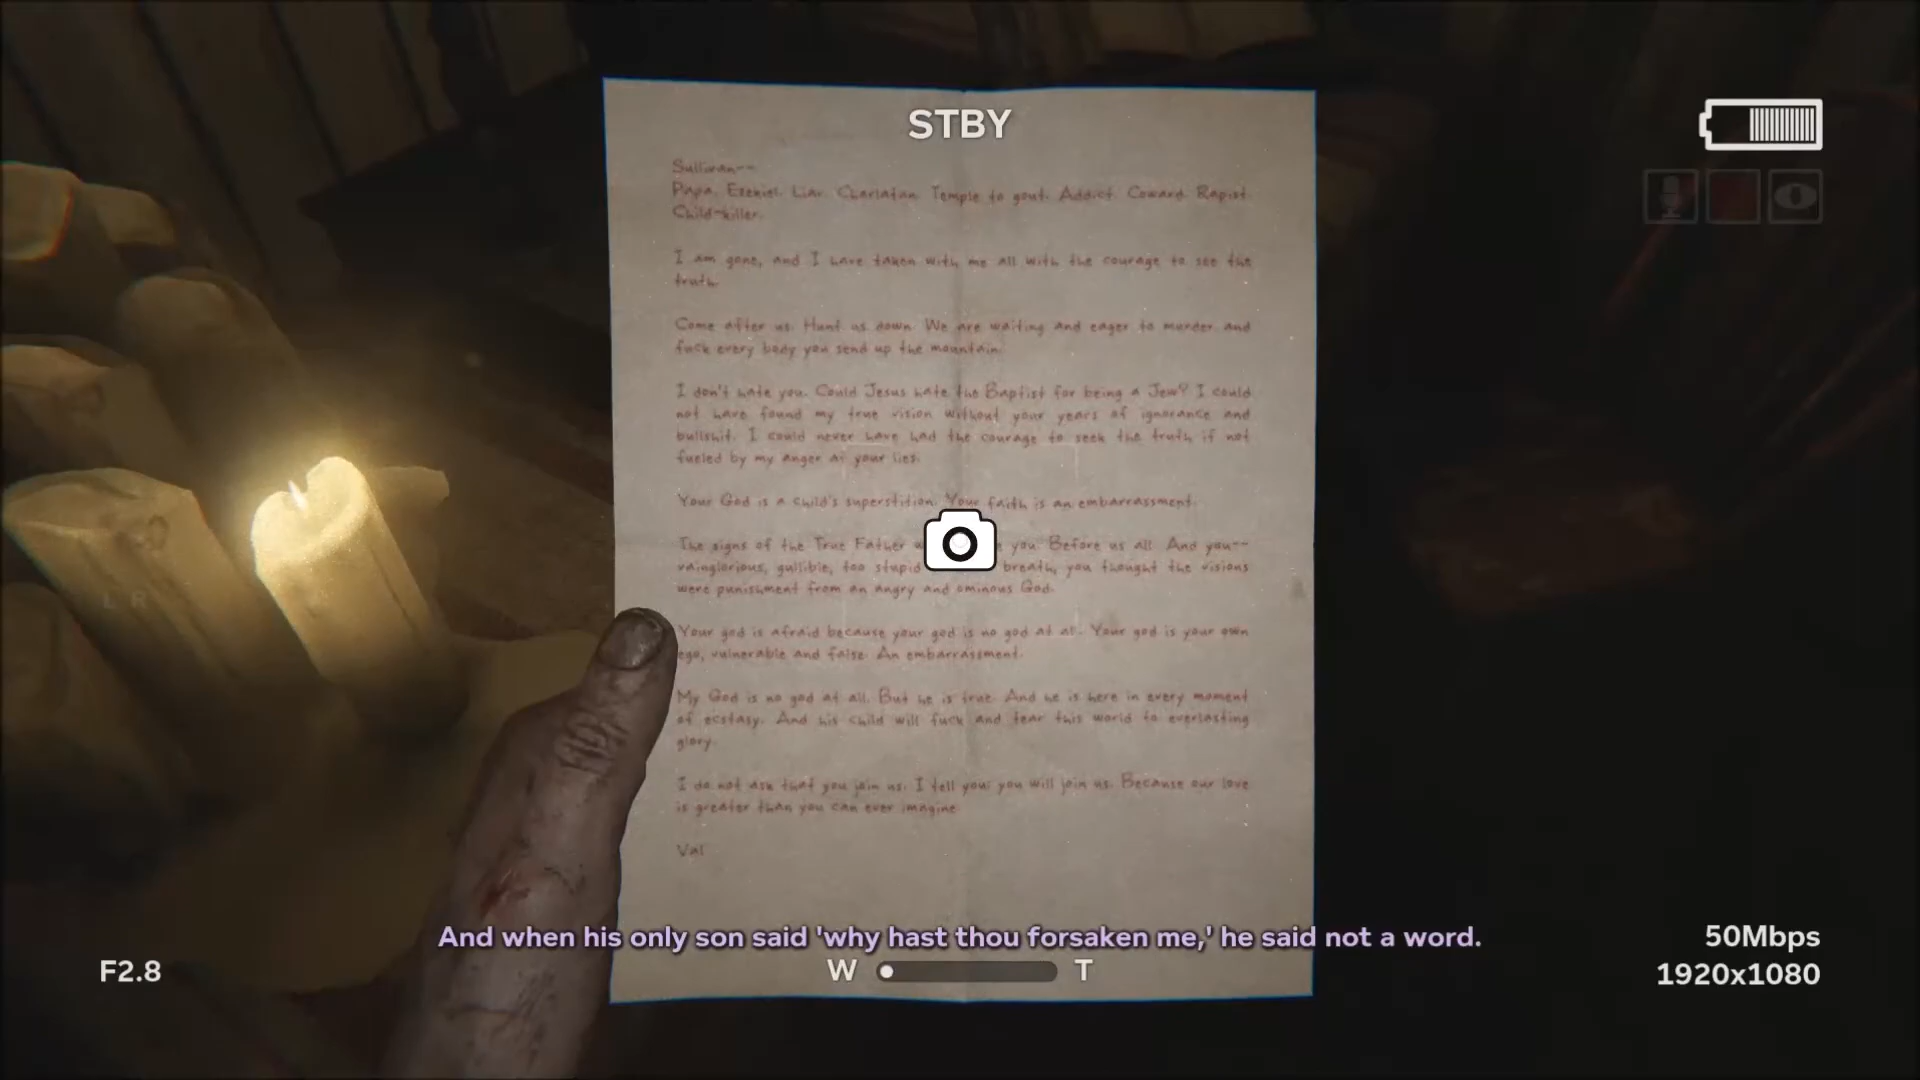 STBY
Sullivan--
Papa. Ezekiel. Liar. Charlatan. Temple to gout. Addict. Coward. Rapist.
Child-killer.
I am gone, and I have taken with me all with the courage to see the
truth.
Come after us. Hunt us down. We are waiting and eager to murder and
fuck every body you send up the mountain.
I don't hate you. Could Jesus hate the Baptist for being a Jew? I could
not have found my true vision without your years of ignorance and
bullshit. I could never have had the courage to seek the truth if not
fueled by my anger at your lies.
Your God is a child's superstition. Your faith is an embarrassment.
The signs of the True Father you. Before us all. And you--
vainglorious, gullible, too stupid breath, you thought the visions
were punishment from an angry and ominous God.
Your god is afraid because your god is no god at all. Your god is your own
ego, vulnerable and false. An embarrassment.
My God is no god at all. But he is true. And he is here in every moment
of ecstasy. And his child will fuck and tear this world to everlasting
glory.
I do not ask that you join us. I tell you: you will join us. Because our love
is greater than you can ever imagine.
Val
And when his only son said 'why hast thou forsaken me,' he said not a word.
L R
F2.8
W T
50Mbps
1920x1080